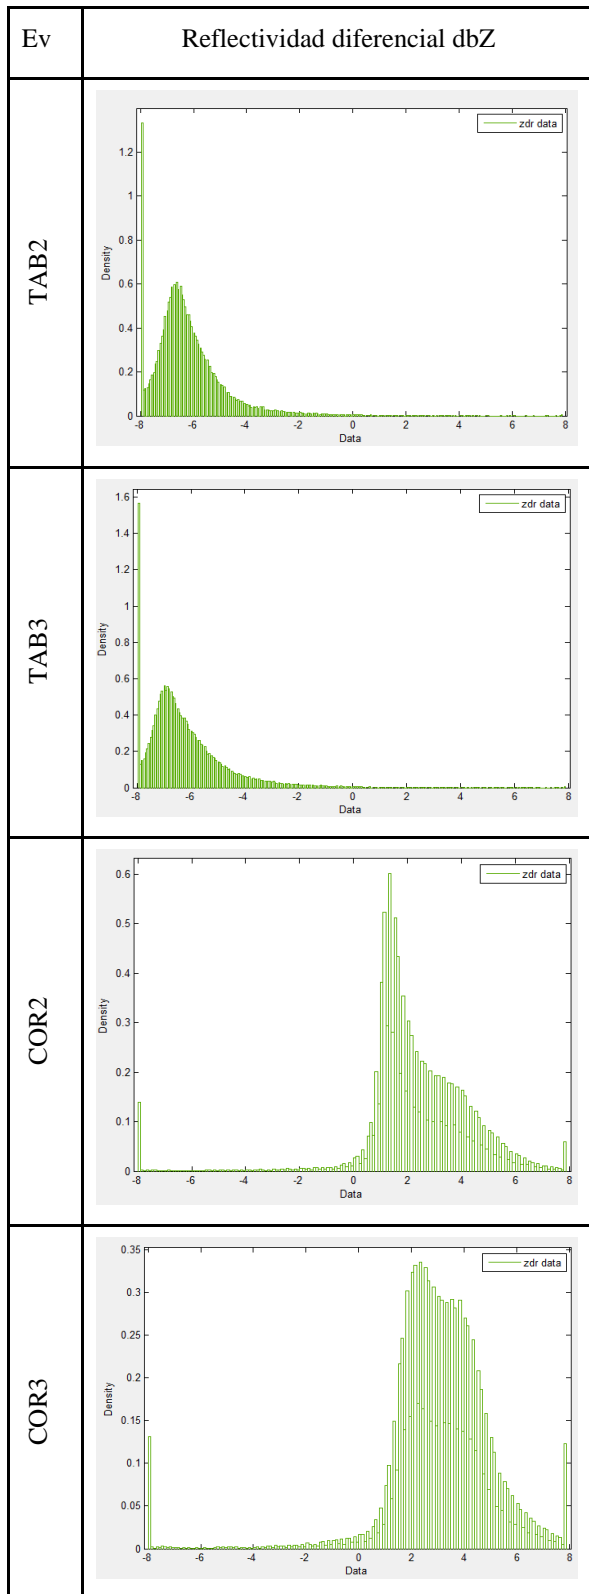 Ev
Reflectividad diferencial dbZ
TAB2
zdr data
Density
1.2
1
0.8
0.6
0.4
0.2
0
-8 -6 -4 -2 0 2 4 6 8
Data
TAB3
zdr data
Density
1.6
1.4
1.2
1
0.8
0.6
0.4
0.2
0
-8 -6 -4 -2 0 2 4 6 8
Data
COR2
zdr data
Density
0.6
0.5
0.4
0.3
0.2
0.1
0
-8 -6 -4 -2 0 2 4 6 8
Data
COR3
zdr data
Density
0.35
0.3
0.25
0.2
0.15
0.1
0.05
0
-8 -6 -4 -2 0 2 4 6 8
Data